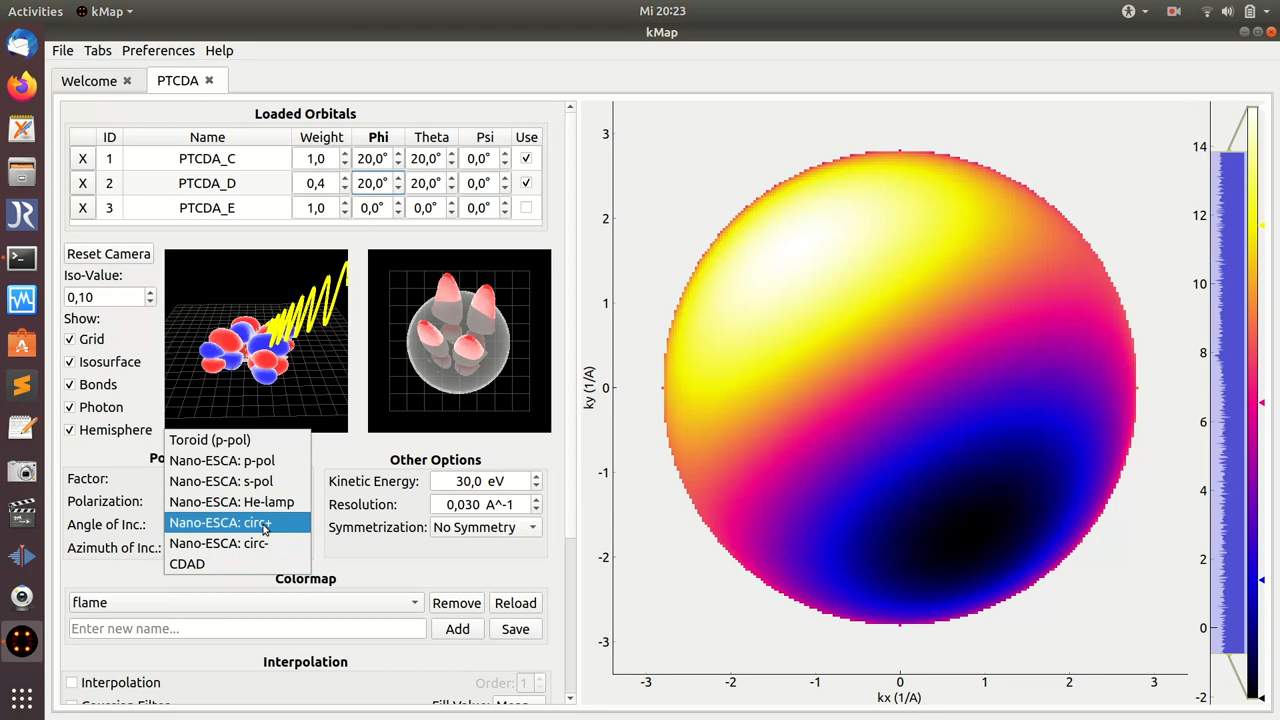 Activities kMap Mi 20:23
kMap
File Tabs Preferences Help
Welcome PTCDA
Loaded Orbitals
ID Name Weight Phi Theta Psi Use
X 1 PTCDA_C 1,0 20,0° 20,0° 0,0°
X 2 PTCDA_D 0,4 20,0° 20,0° 0,0°
X 3 PTCDA_E 1,0 0,0° 0,0° 0,0°
Reset Camera
Iso-Value:
0,10
Show:
Grid
Isosurface
Bonds
Photon
Hemisphere
Po
Factor:
Polarization:
Angle of Inc.:
Azimuth of Inc.:
Toroid (p-pol)
Nano-ESCA: p-pol
Nano-ESCA: s-pol
Nano-ESCA: He-lamp
Nano-ESCA: circ+
Nano-ESCA: circ-
CDAD
Other Options
Kinetic Energy: 30,0 eV
Resolution: 0,030 A^-1
Symmetrization: No Symmetry
Colormap
flame Remove Reload
Enter new name... Add Save
Interpolation
Interpolation Order: 1
3
2
1
0
-1
-2
-3
ky (1/A)
-3 -2 -1 0 1 2 3
kx (1/A)
14
12
10
8
6
4
2
0
-2